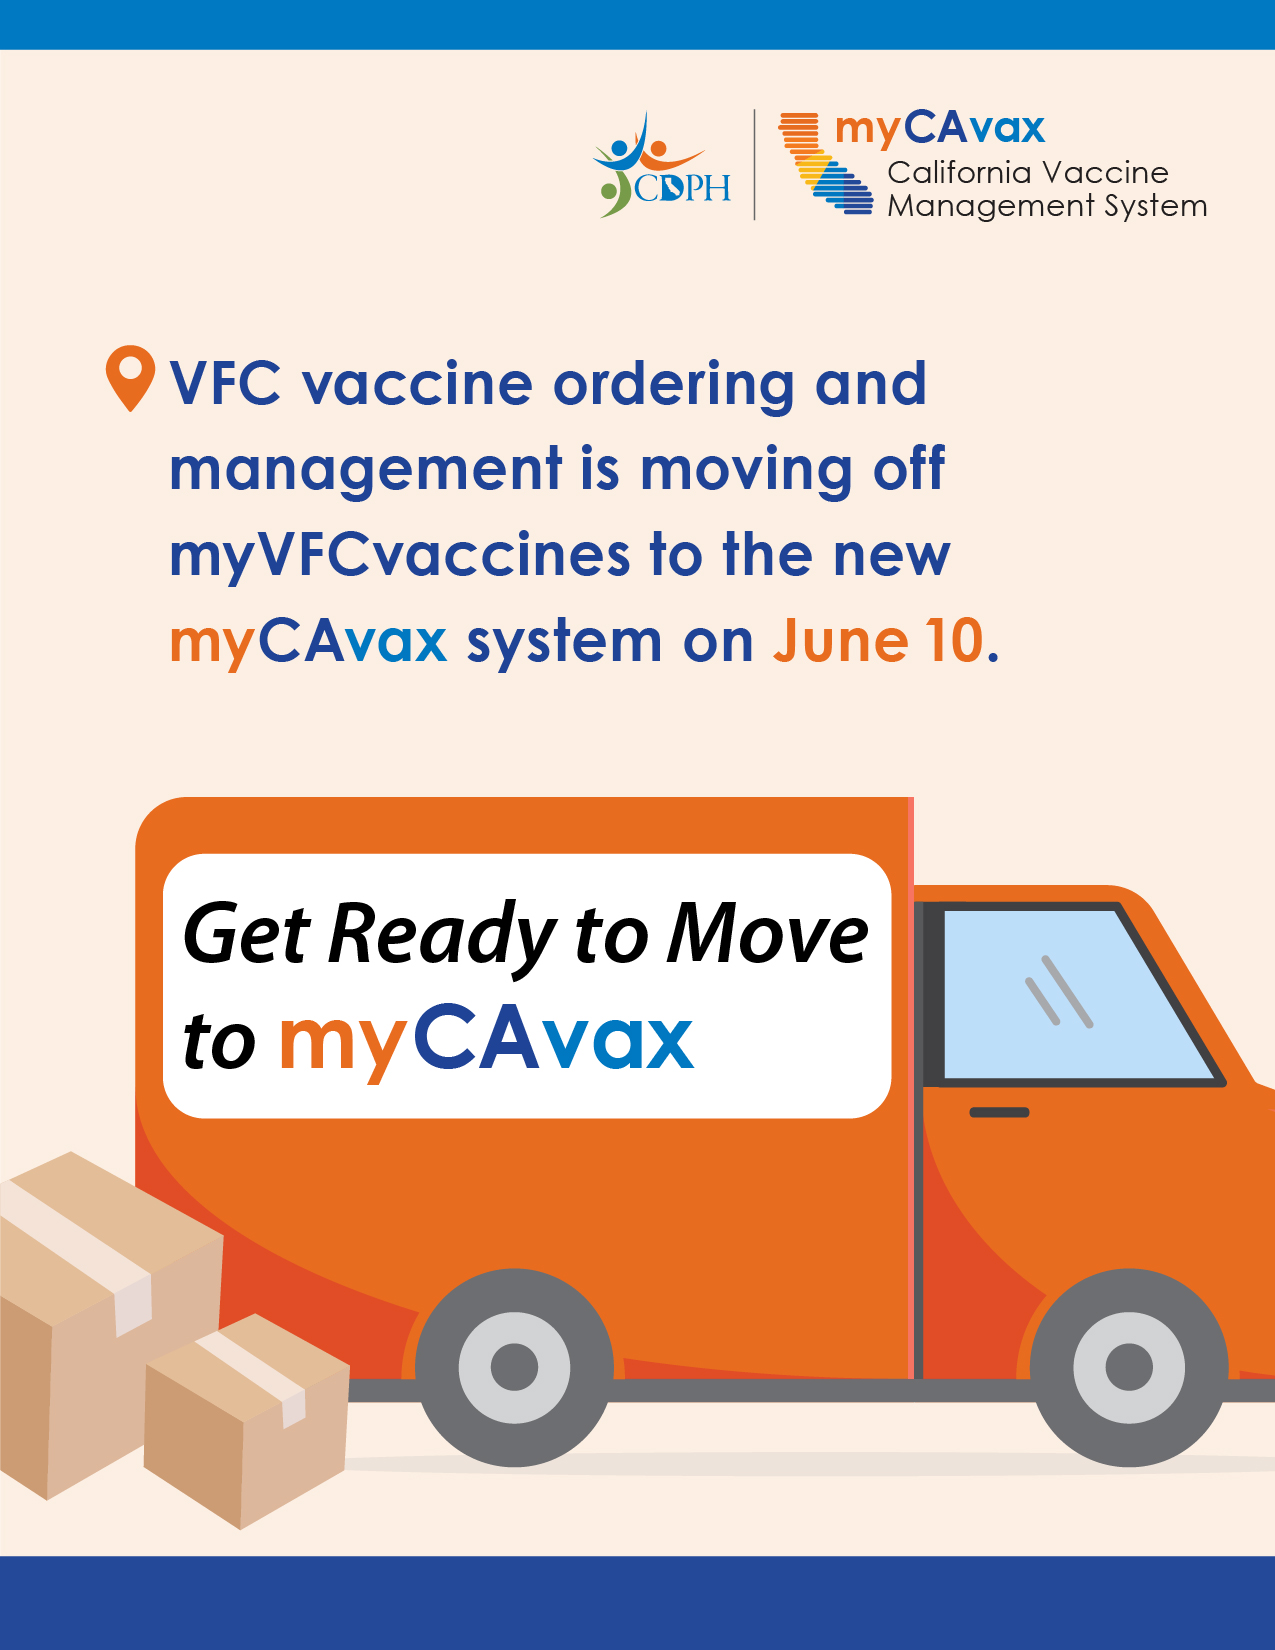 CDPH
myCAvax
California Vaccine
Management System
VFC vaccine ordering and
management is moving off
myVFCvaccines to the new
myCAvax system on June 10.
Get Ready to Move
to myCAvax